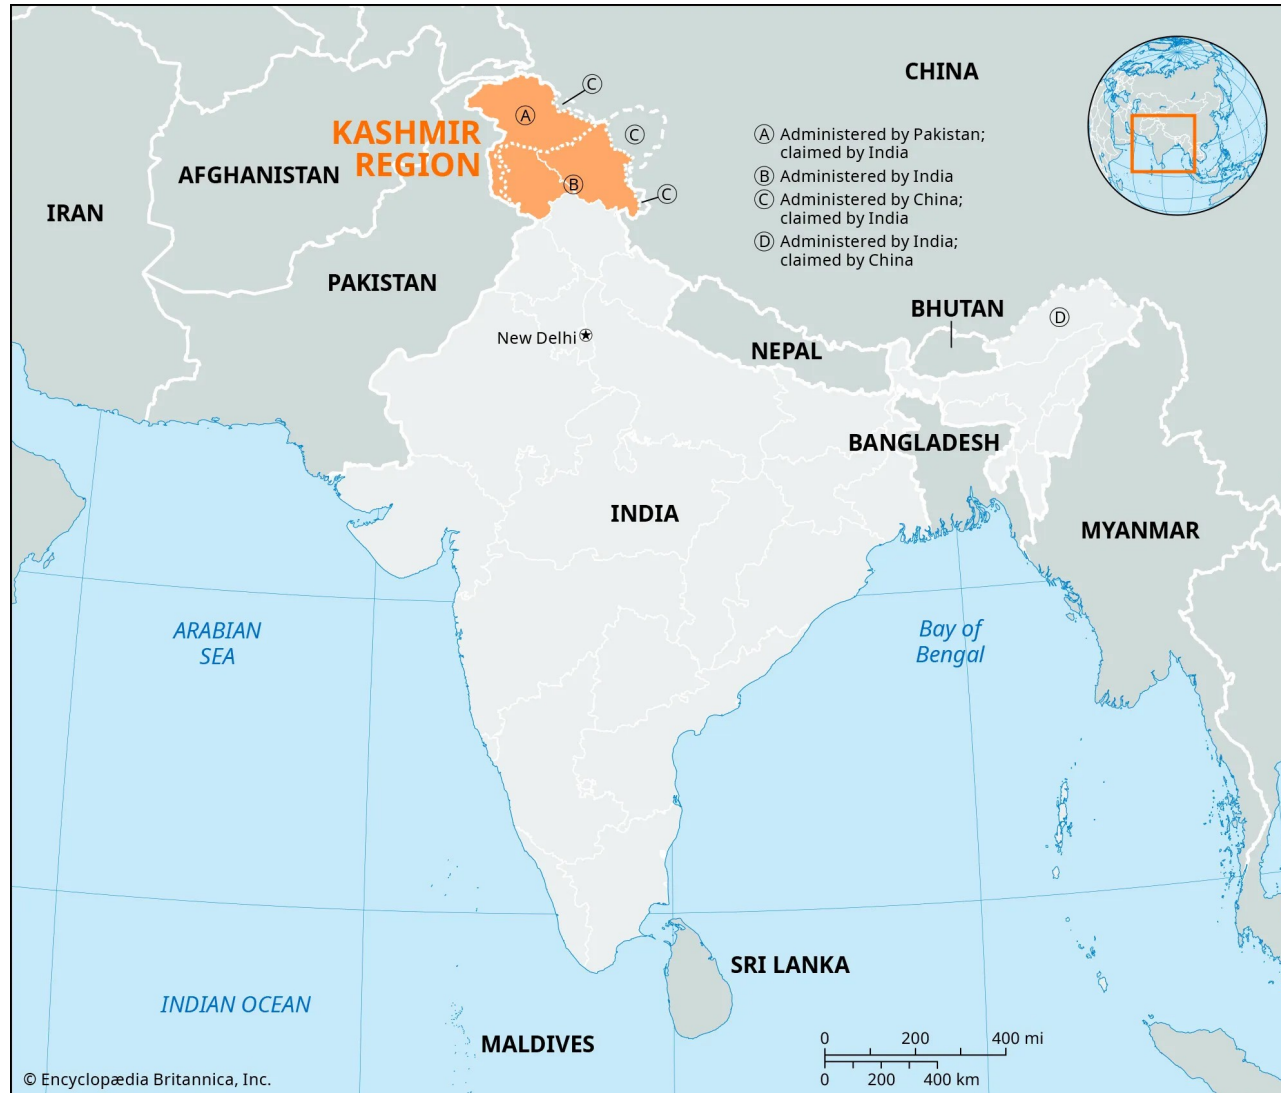 CHINA
Ⓒ
Ⓐ
KASHMIR
REGION
Ⓒ
Ⓐ Administered by Pakistan;
claimed by India
Ⓑ Administered by India
Ⓒ Administered by China;
claimed by India
Ⓓ Administered by India;
claimed by China
AFGHANISTAN
Ⓑ
Ⓒ
IRAN
PAKISTAN
BHUTAN
Ⓓ
New Delhi
NEPAL
BANGLADESH
INDIA
MYANMAR
ARABIAN
SEA
Bay of
Bengal
SRI LANKA
INDIAN OCEAN
MALDIVES
0 200 400 mi
0 200 400 km
© Encyclopædia Britannica, Inc.